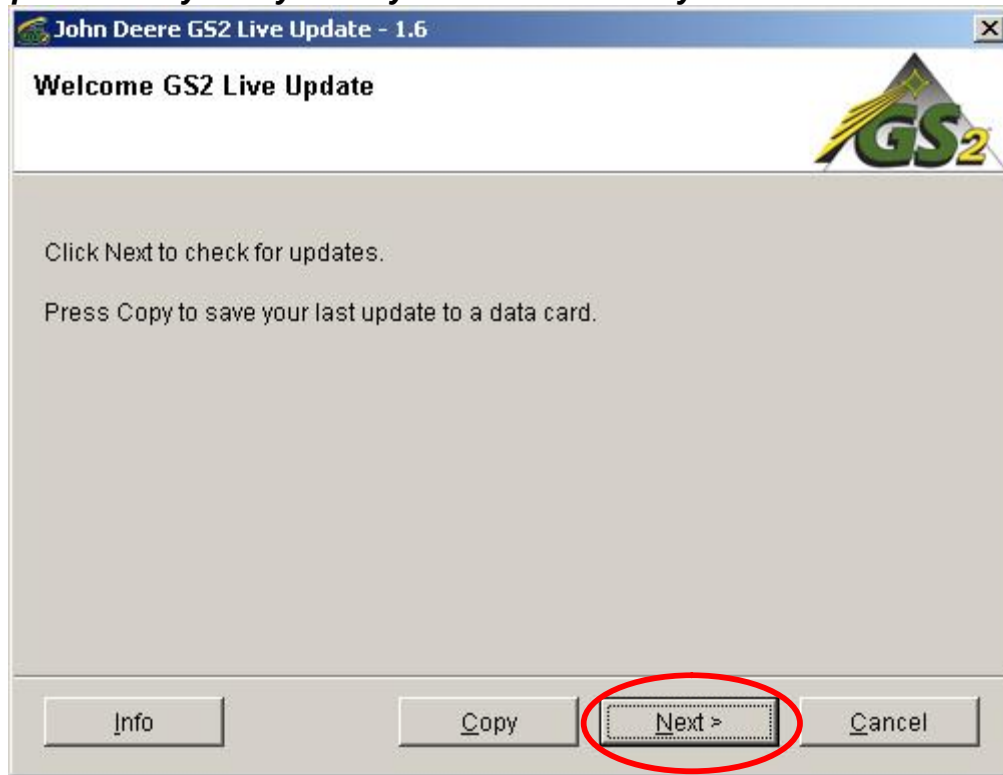 John Deere GS2 Live Update - 1.6
Welcome GS2 Live Update
GS2
Click Next to check for updates.
Press Copy to save your last update to a data card.
Info Copy Next > Cancel